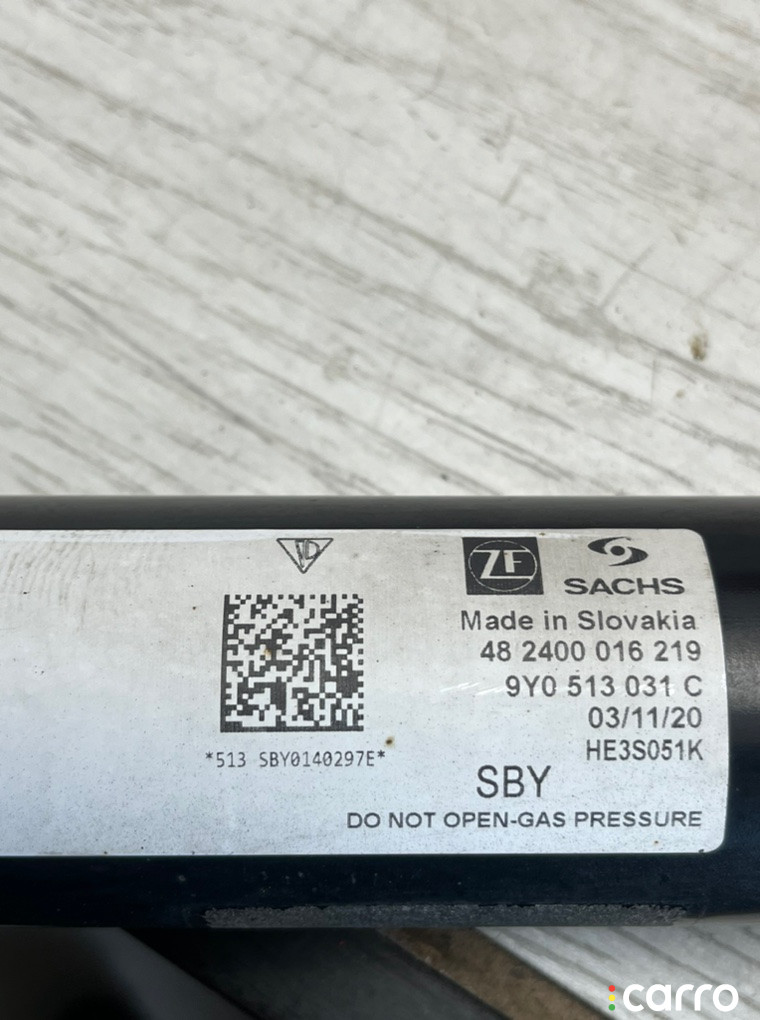 ZF
SACHS
Made in Slovakia
48 2400 016 219
9Y0 513 031 C
03/11/20
HE3S051K
*513 SBY0140297E*
SBY
DO NOT OPEN-GAS PRESSURE
carro